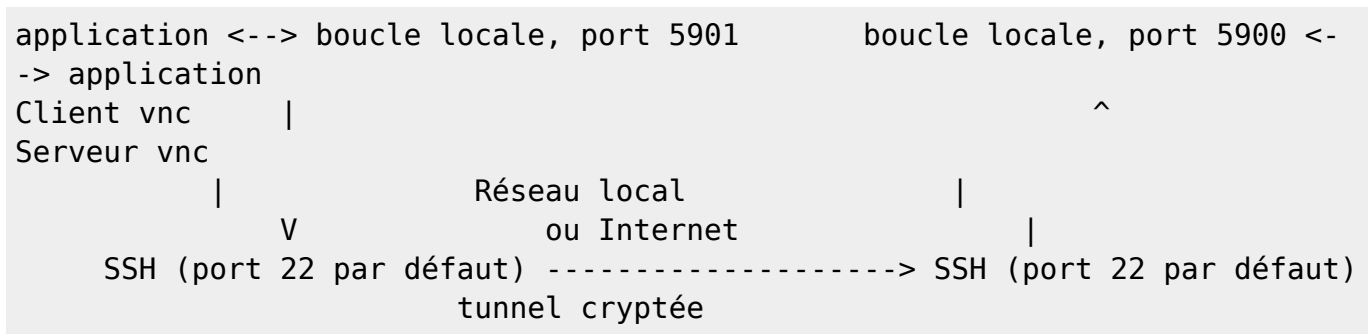 application <--> boucle locale, port 5901       boucle locale, port 5900 <-
-> application
Client vnc     |                                             ^
Serveur vnc
           |              Réseau local               |
               V              ou Internet                |
     SSH (port 22 par défaut) --------------------> SSH (port 22 par défaut)
                         tunnel cryptée